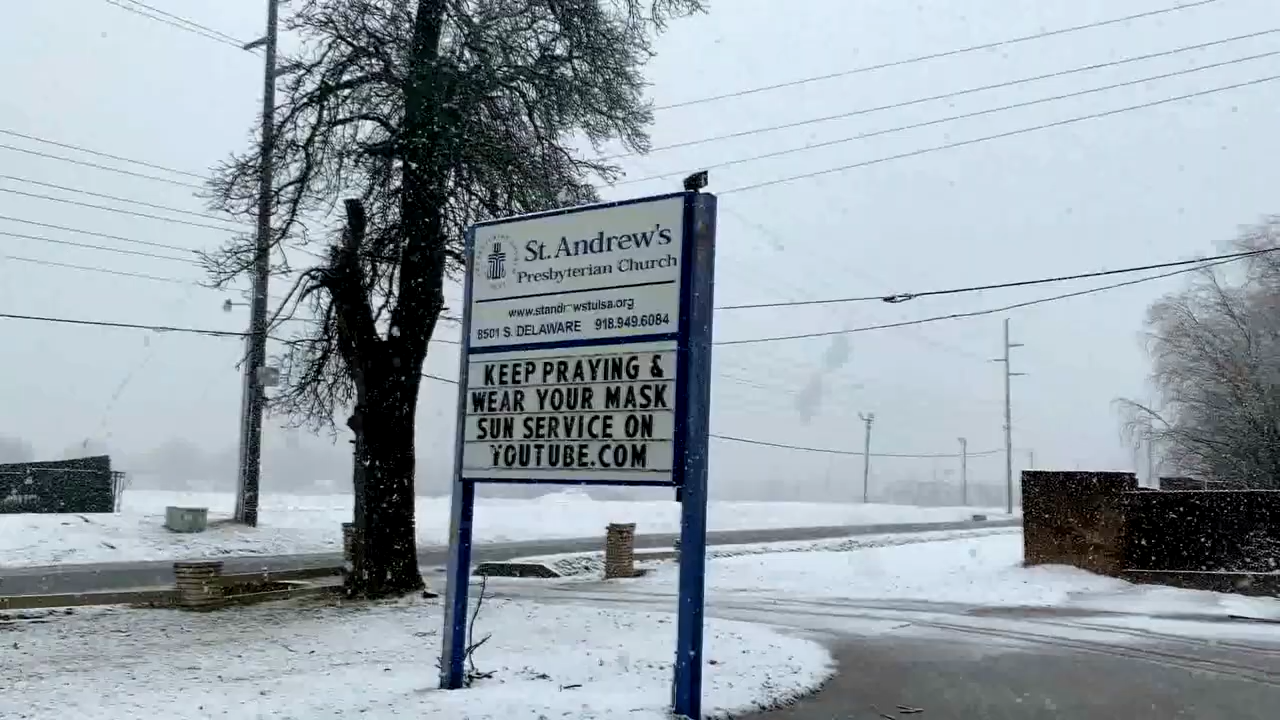 St. Andrew's
Presbyterian Church
8501 S. DELAWARE 918.949.6084
KEEP PRAYING &
WEAR YOUR MASK
SUN SERVICE ON
YOUTUBE.COM